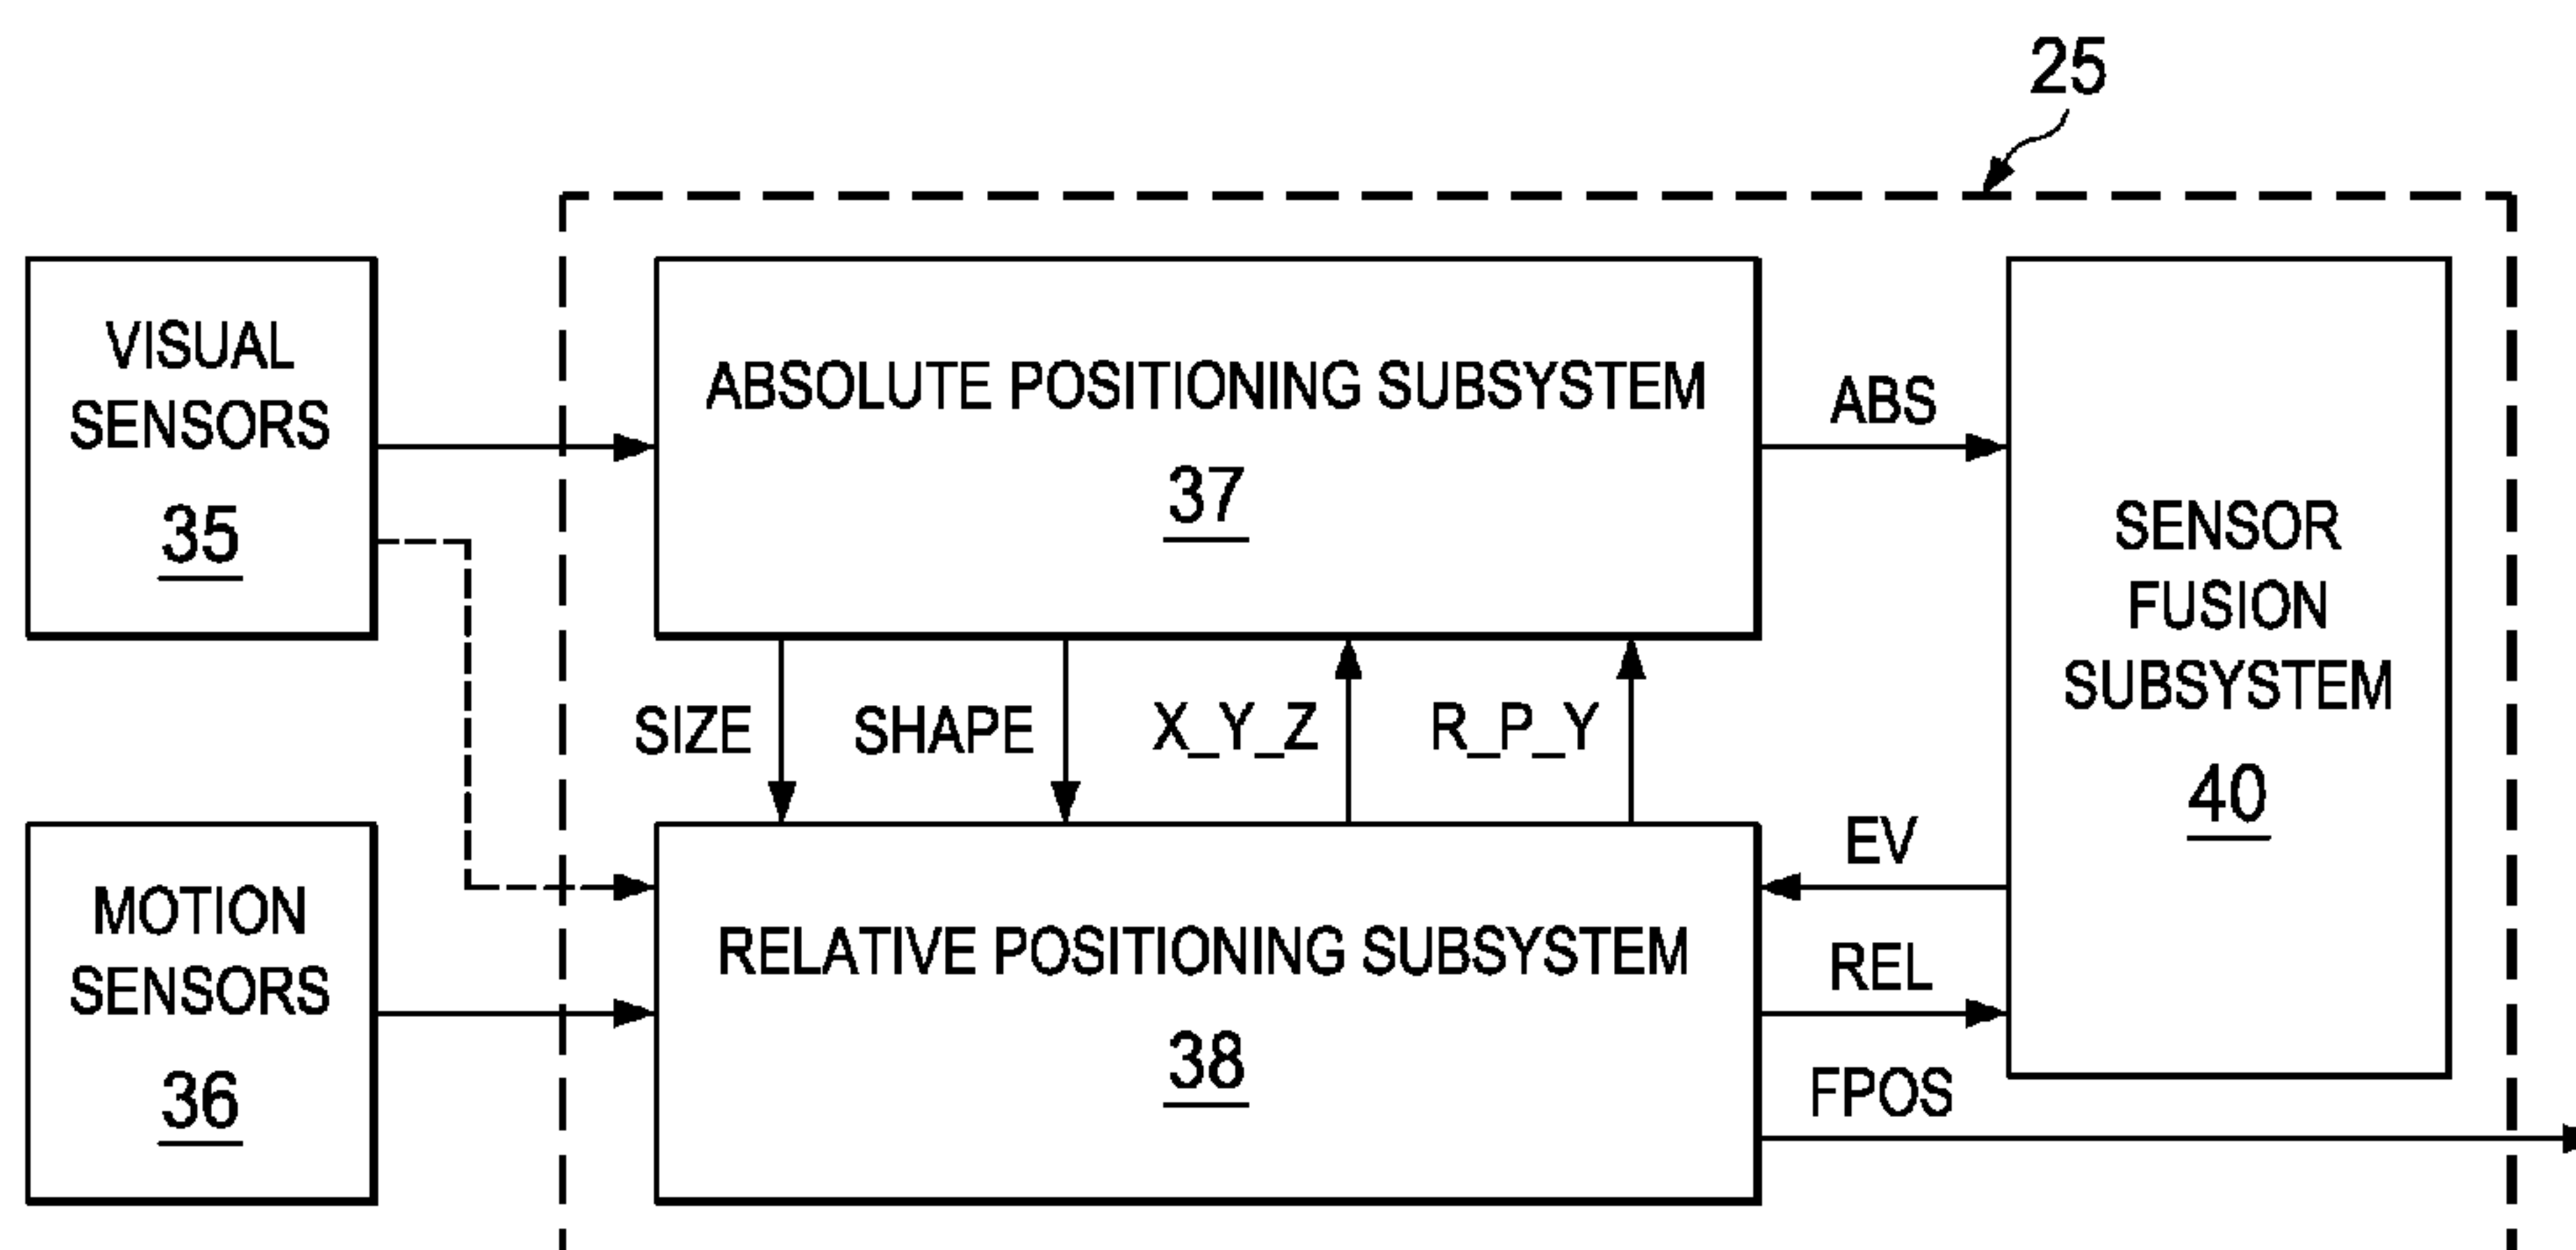 25
VISUAL
SENSORS
35
ABSOLUTE POSITIONING SUBSYSTEM
37
ABS
SENSOR
FUSION
SUBSYSTEM
40
SIZE
SHAPE
X_Y_Z
R_P_Y
MOTION
SENSORS
36
RELATIVE POSITIONING SUBSYSTEM
38
EV
REL
FPOS